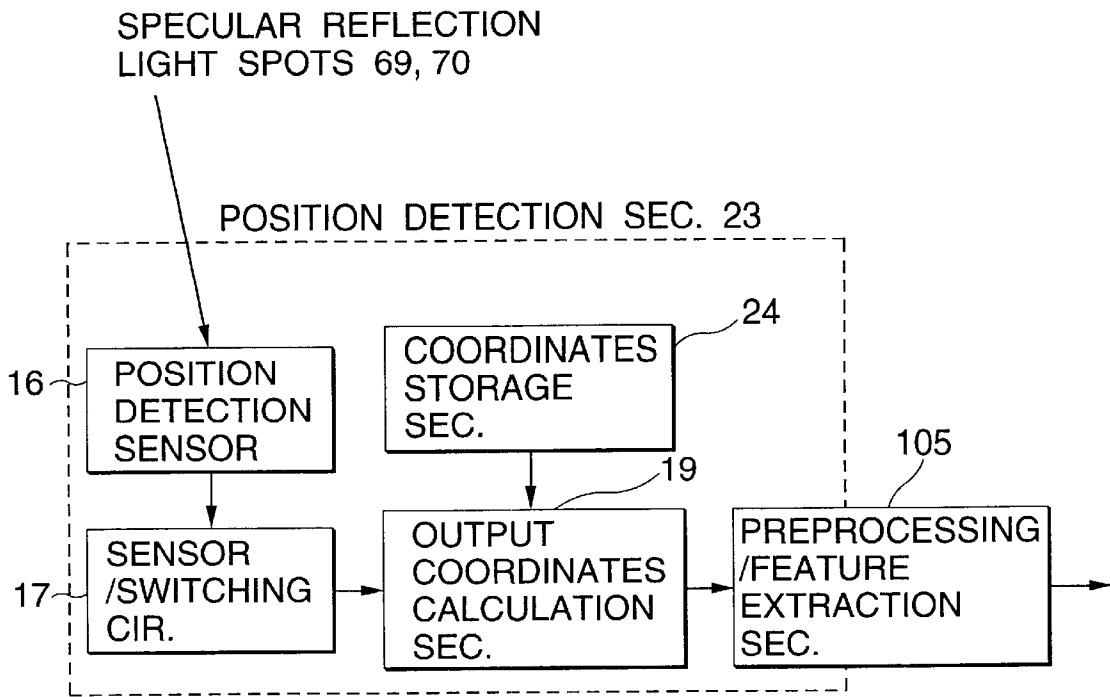 SPECULAR REFLECTION
LIGHT SPOTS 69, 70
POSITION DETECTION SEC. 23
24
16
POSITION
DETECTION
SENSOR
COORDINATES
STORAGE
SEC.
19
105
17
SENSOR
/SWITCHING
CIR.
OUTPUT
COORDINATES
CALCULATION
SEC.
PREPROCESSING
/FEATURE
EXTRACTION
SEC.